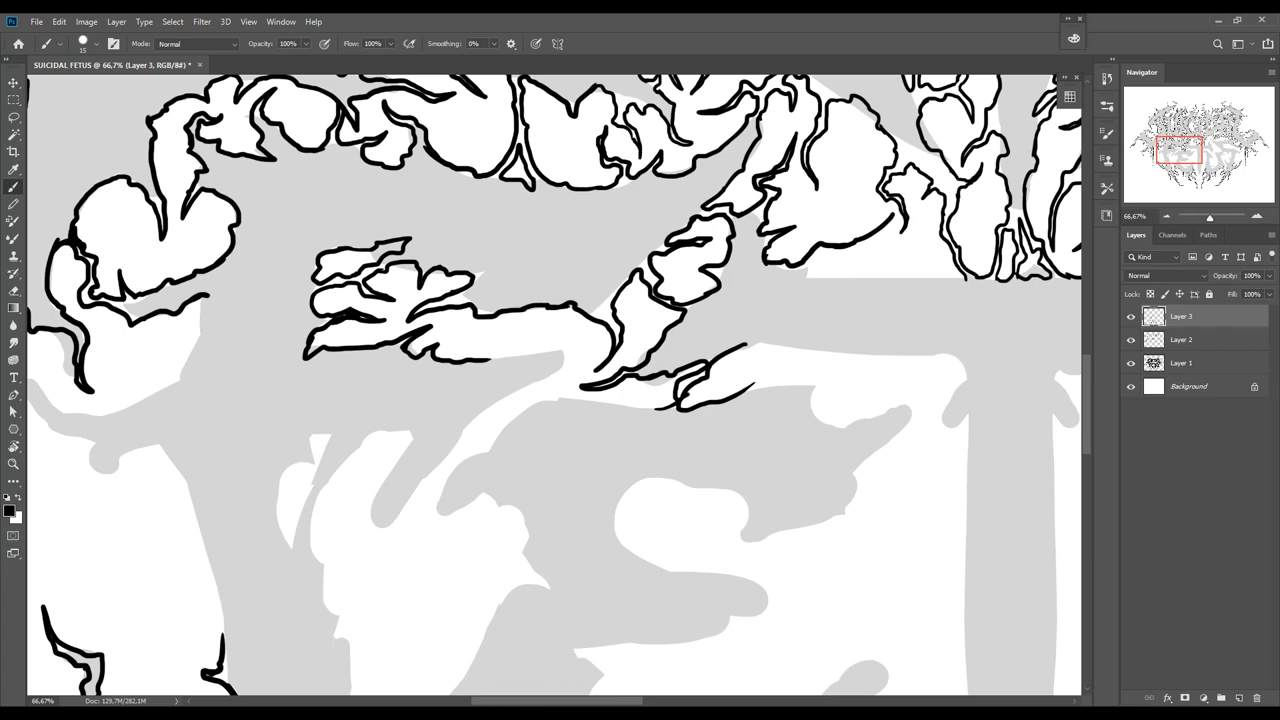 Ps File Edit Image Layer Type Select Filter 3D View Window Help
15 Mode: Normal Opacity: 100% Flow: 100% Smoothing: 0%
SUICIDAL FETUS @ 66,7% (Layer 3, RGB/8#) *
Navigator
66,67%
Layers Channels Paths
Kind
Normal Opacity: 100%
Lock: Fill: 100%
Layer 3
Layer 2
Layer 1
Background
66,67% Doc: 129,7M/282,1M